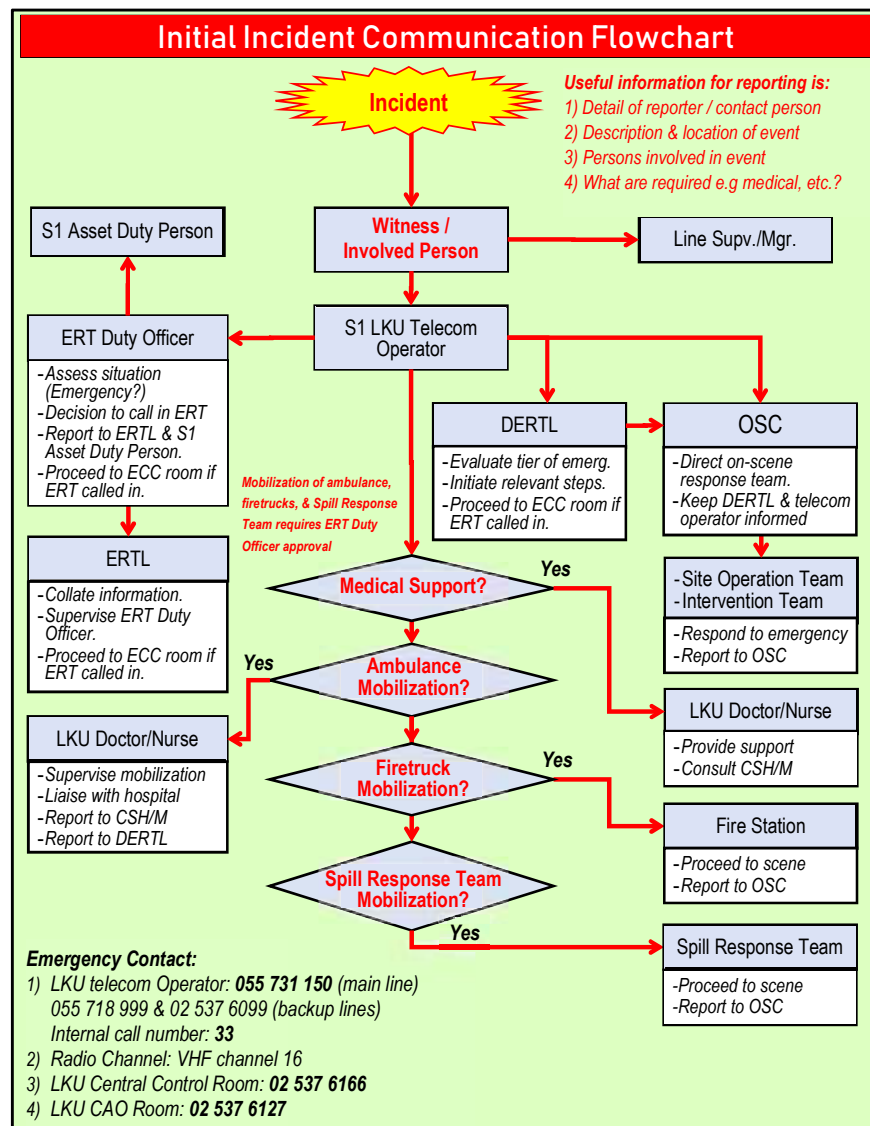 Initial Incident Communication Flowchart
Incident
Useful information for reporting is:
1) Detail of reporter / contact person
2) Description & location of event
3) Persons involved in event
4) What are required e.g medical, etc.?
S1 Asset Duty Person
Witness /
Involved Person
Line Supv./Mgr.
ERT Duty Officer
-Assess situation
(Emergency?)
-Decision to call in ERT
-Report to ERTL & S1
Asset Duty Person.
-Proceed to ECC room if
ERT called in.
S1 LKU Telecom
Operator
DERTL
-Evaluate tier of emerg.
-Initiate relevant steps.
-Proceed to ECC room if
ERT called in.
OSC
-Direct on-scene
response team.
-Keep DERTL & telecom
operator informed
Mobilization of ambulance,
firetrucks, & Spill Response
Team requires ERT Duty
Officer approval
ERTL
-Collate information.
-Supervise ERT Duty
Officer.
-Proceed to ECC room if
ERT called in.
Medical Support?
Yes
-Site Operation Team
-Intervention Team
-Respond to emergency
-Report to OSC
Yes
Ambulance
Mobilization?
LKU Doctor/Nurse
-Provide support
-Consult CSH/M
LKU Doctor/Nurse
-Supervise mobilization
-Liaise with hospital
-Report to CSH/M
-Report to DERTL
Firetruck
Mobilization?
Yes
Fire Station
-Proceed to scene
-Report to OSC
Spill Response Team
Mobilization?
Yes
Spill Response Team
-Proceed to scene
-Report to OSC
Emergency Contact:
1) LKU telecom Operator: 055 731 150 (main line)
055 718 999 & 02 537 6099 (backup lines)
Internal call number: 33
2) Radio Channel: VHF channel 16
3) LKU Central Control Room: 02 537 6166
4) LKU CAO Room: 02 537 6127